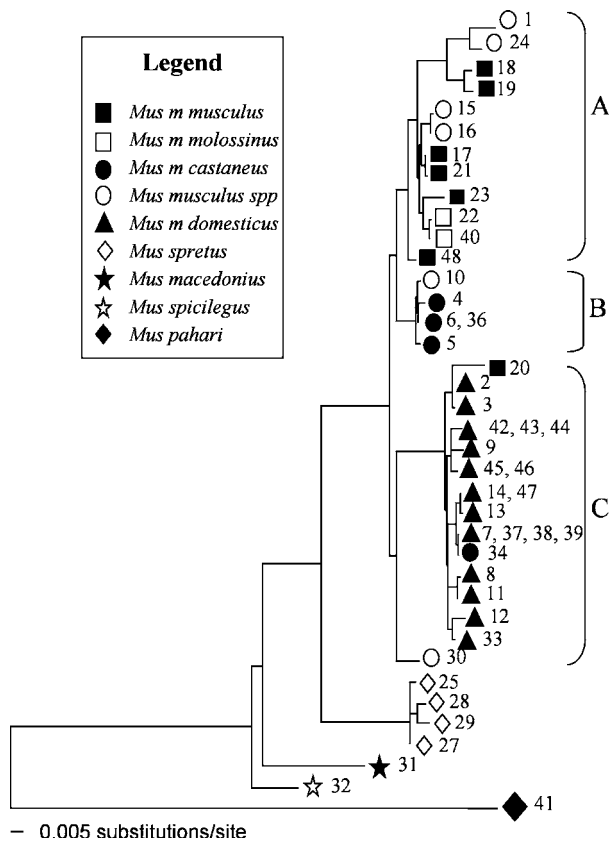 Legend
Mus m musculus
Mus m molossinus
Mus m castaneus
Mus musculus spp
Mus m domesticus
Mus spretus
Mus macedonius
Mus spicilegus
Mus pahari
1
24
18
19
15
16
17
21
23
22
40
48
A
10
4
6, 36
5
B
20
2
3
42, 43, 44
9
45, 46
14, 47
13
7, 37, 38, 39
34
8
11
12
33
30
C
25
28
29
27
31
32
41
0.005 substitutions/site